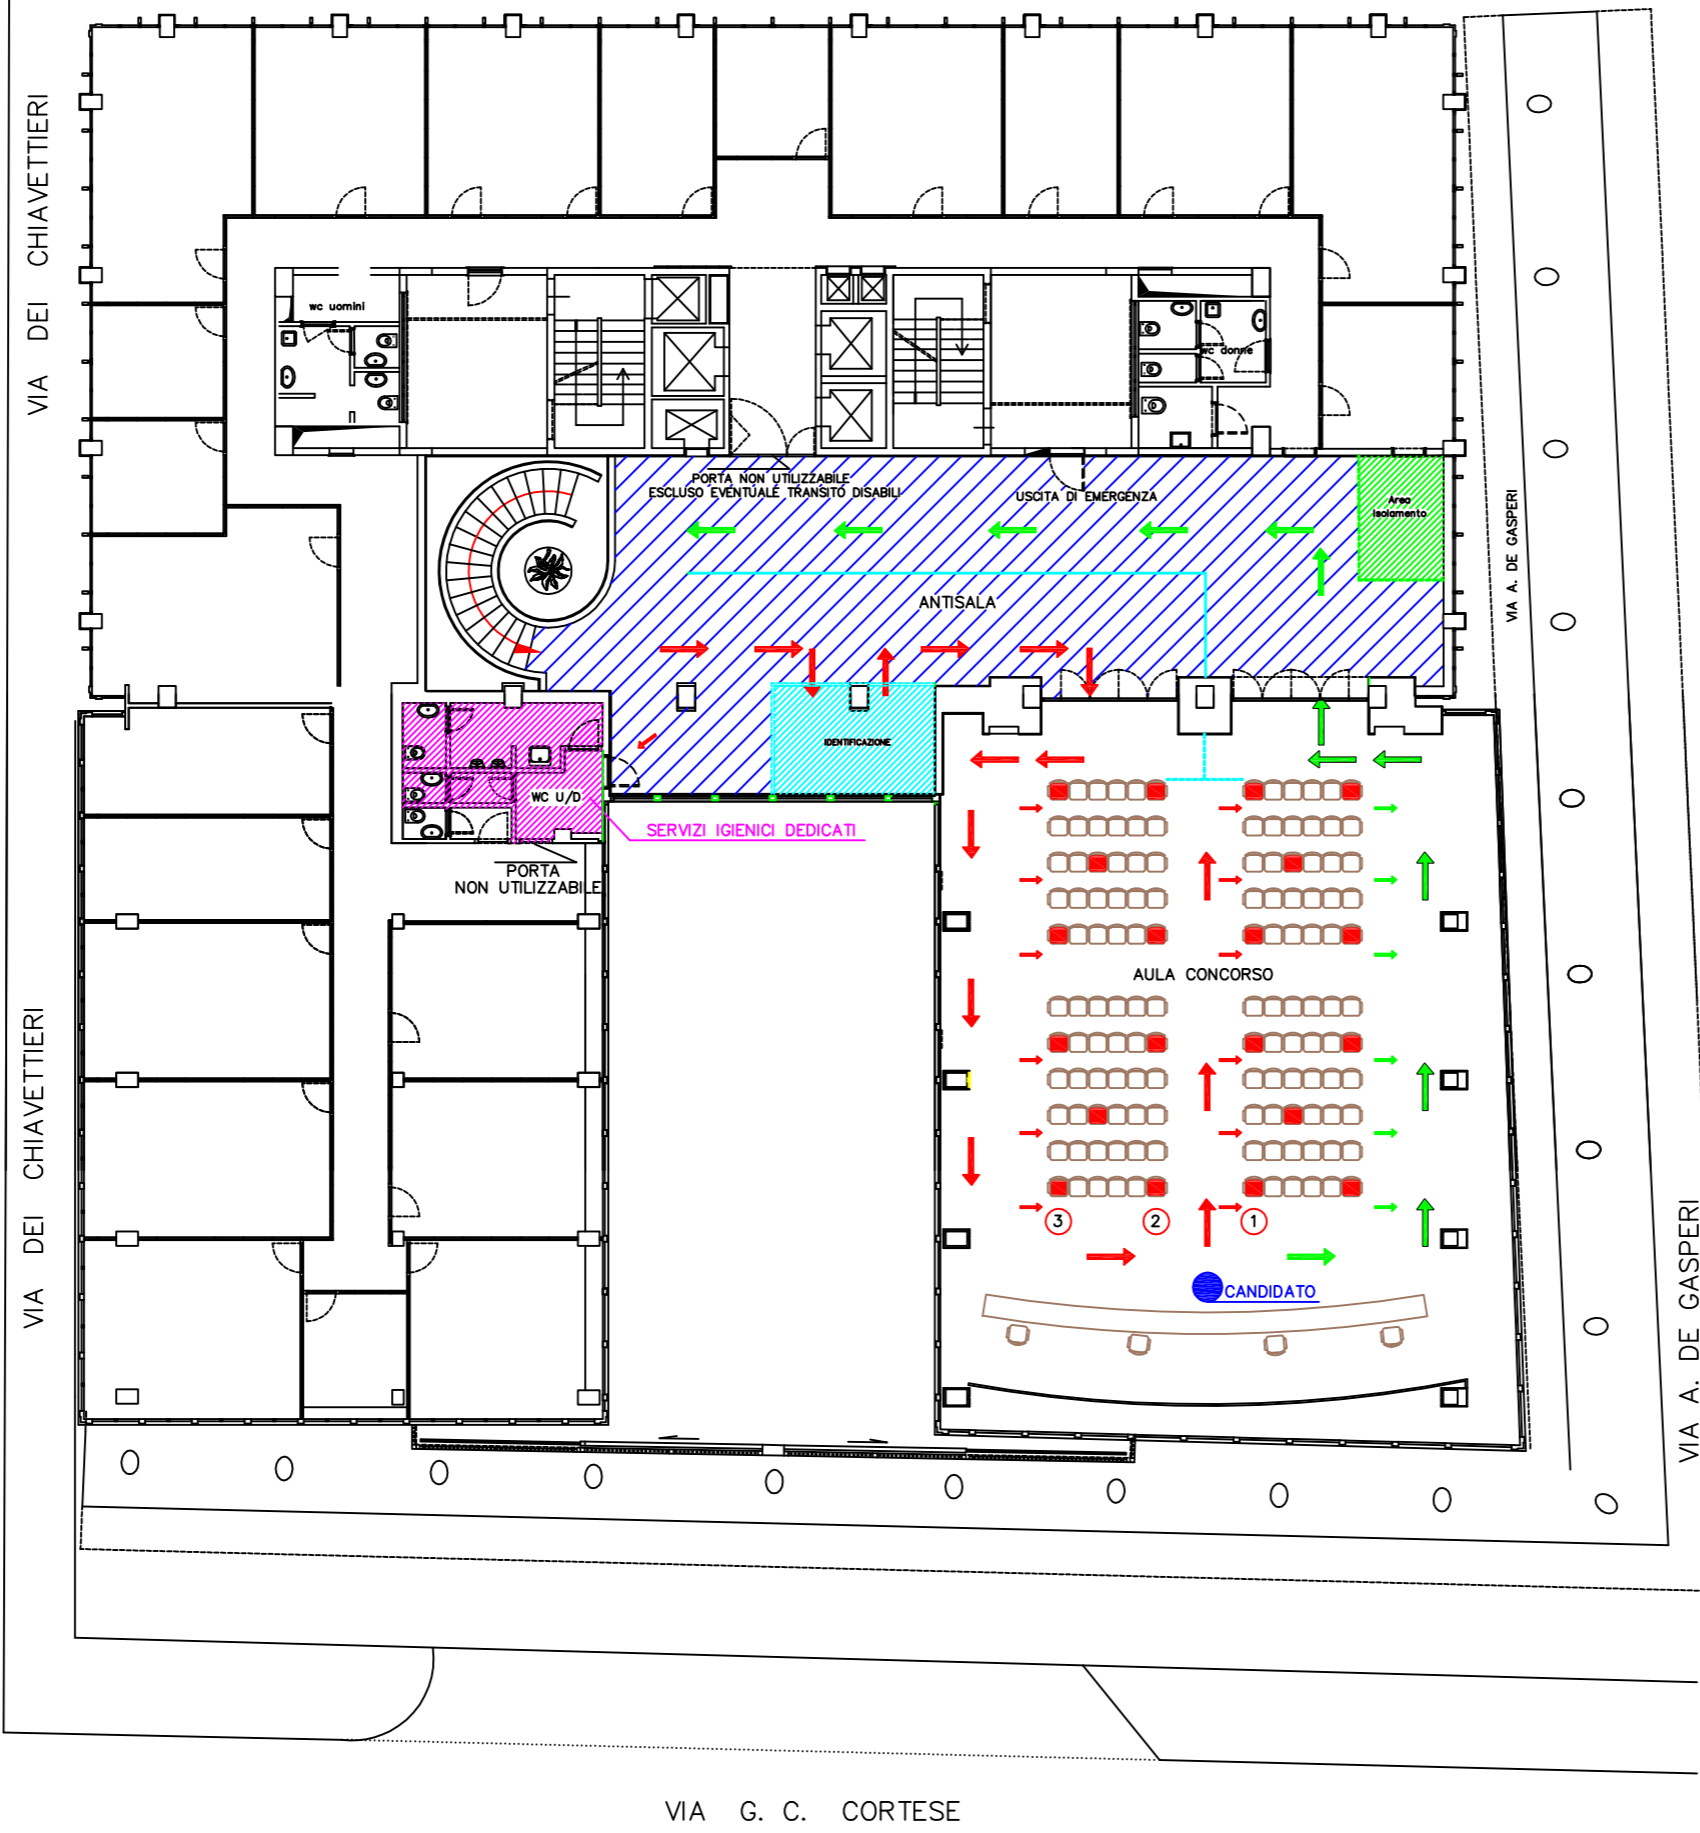 VIA DEI CHIAVETTIERI
wc uomini
wc donne
PORTA NON UTILIZZABILE
ESCLUSO EVENTUALE TRANSITO DISABILI
USCITA DI EMERGENZA
Area
Isolamento
VIA A. DE GASPERI
ANTISALA
IDENTIFICAZIONE
WC U/D
SERVIZI IGIENICI DEDICATI
PORTA
NON UTILIZZABILE
AULA CONCORSO
VIA DEI CHIAVETTIERI
3
2
1
CANDIDATO
VIA A. DE GASPERI
VIA G. C. CORTESE